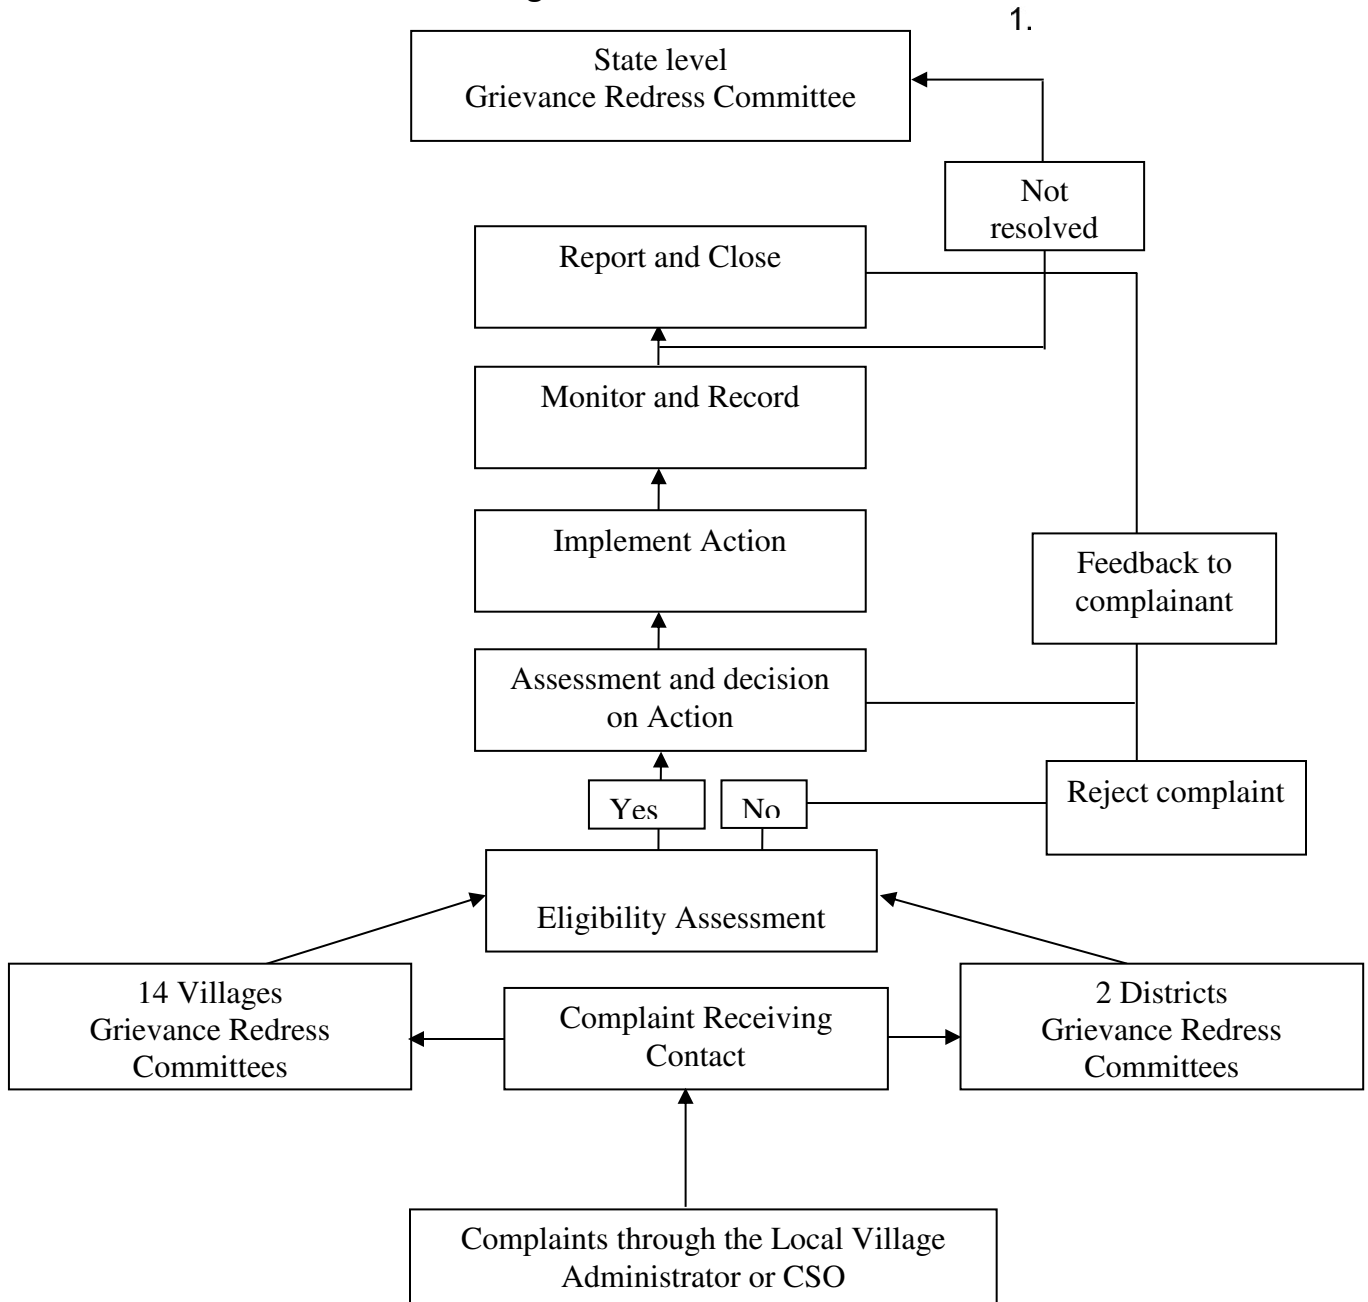 1.
State level
Grievance Redress Committee
Not
resolved
Report and Close
Monitor and Record
Implement Action
Feedback to
complainant
Assessment and decision
on Action
Reject complaint
Yes
No
Eligibility Assessment
14 Villages
Grievance Redress
Committees
Complaint Receiving
Contact
2 Districts
Grievance Redress
Committees
Complaints through the Local Village
Administrator or CSO